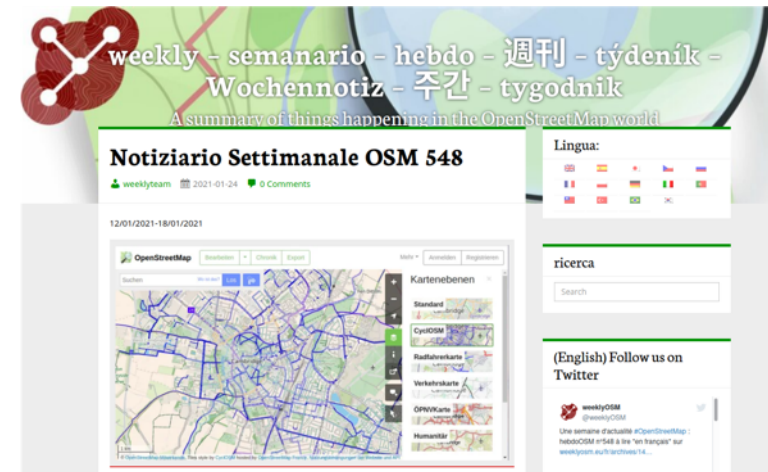 weekly – semanario – hebdo – 週刊 – týdeník –
Wochennotiz – 주간 – tygodnik
A summary of things happening in the OpenStreetMap world
Notiziario Settimanale OSM 548
weeklyteam 2021-01-24 0 Comments
12/01/2021-18/01/2021
OpenStreetMap Bearbeiten Chronik Export Mehr Anmelden Registrieren
Suchen Los
Kartenebenen
Standard
CyclOSM
Radfahrerkarte
Verkehrskarte
ÖPNVKarte
Humanitär
Lingua:
ricerca
Search
(English) Follow us on
Twitter
weeklyOSM
@weeklyOSM
Une semaine d'actualité #OpenStreetMap :
hebdoOSM n°548 à lire "en français" sur
weeklyosm.eu/fr/archives/14…